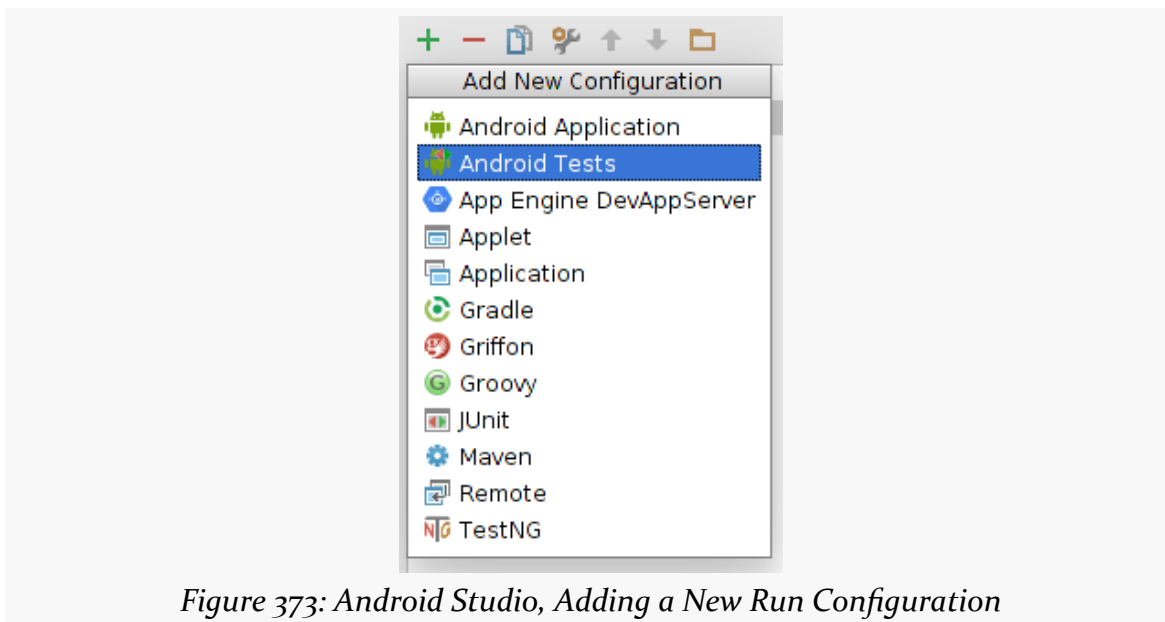 Add New Configuration
Android Application
Android Tests
App Engine DevAppServer
Applet
Application
Gradle
Griffon
G Groovy
JUnit
Maven
Remote
NTG TestNG
Figure 373: Android Studio, Adding a New Run Configuration